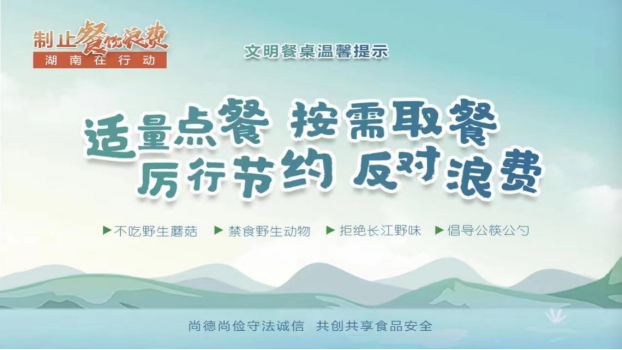 制止餐饮浪费
湖南在行动
文明餐桌温馨提示
适量点餐 按需取餐
厉行节约 反对浪费
▶不吃野生蘑菇 ▶禁食野生动物 ▶拒绝长江野味 ▶倡导公筷公勺
尚德尚俭守法诚信 共创共享食品安全